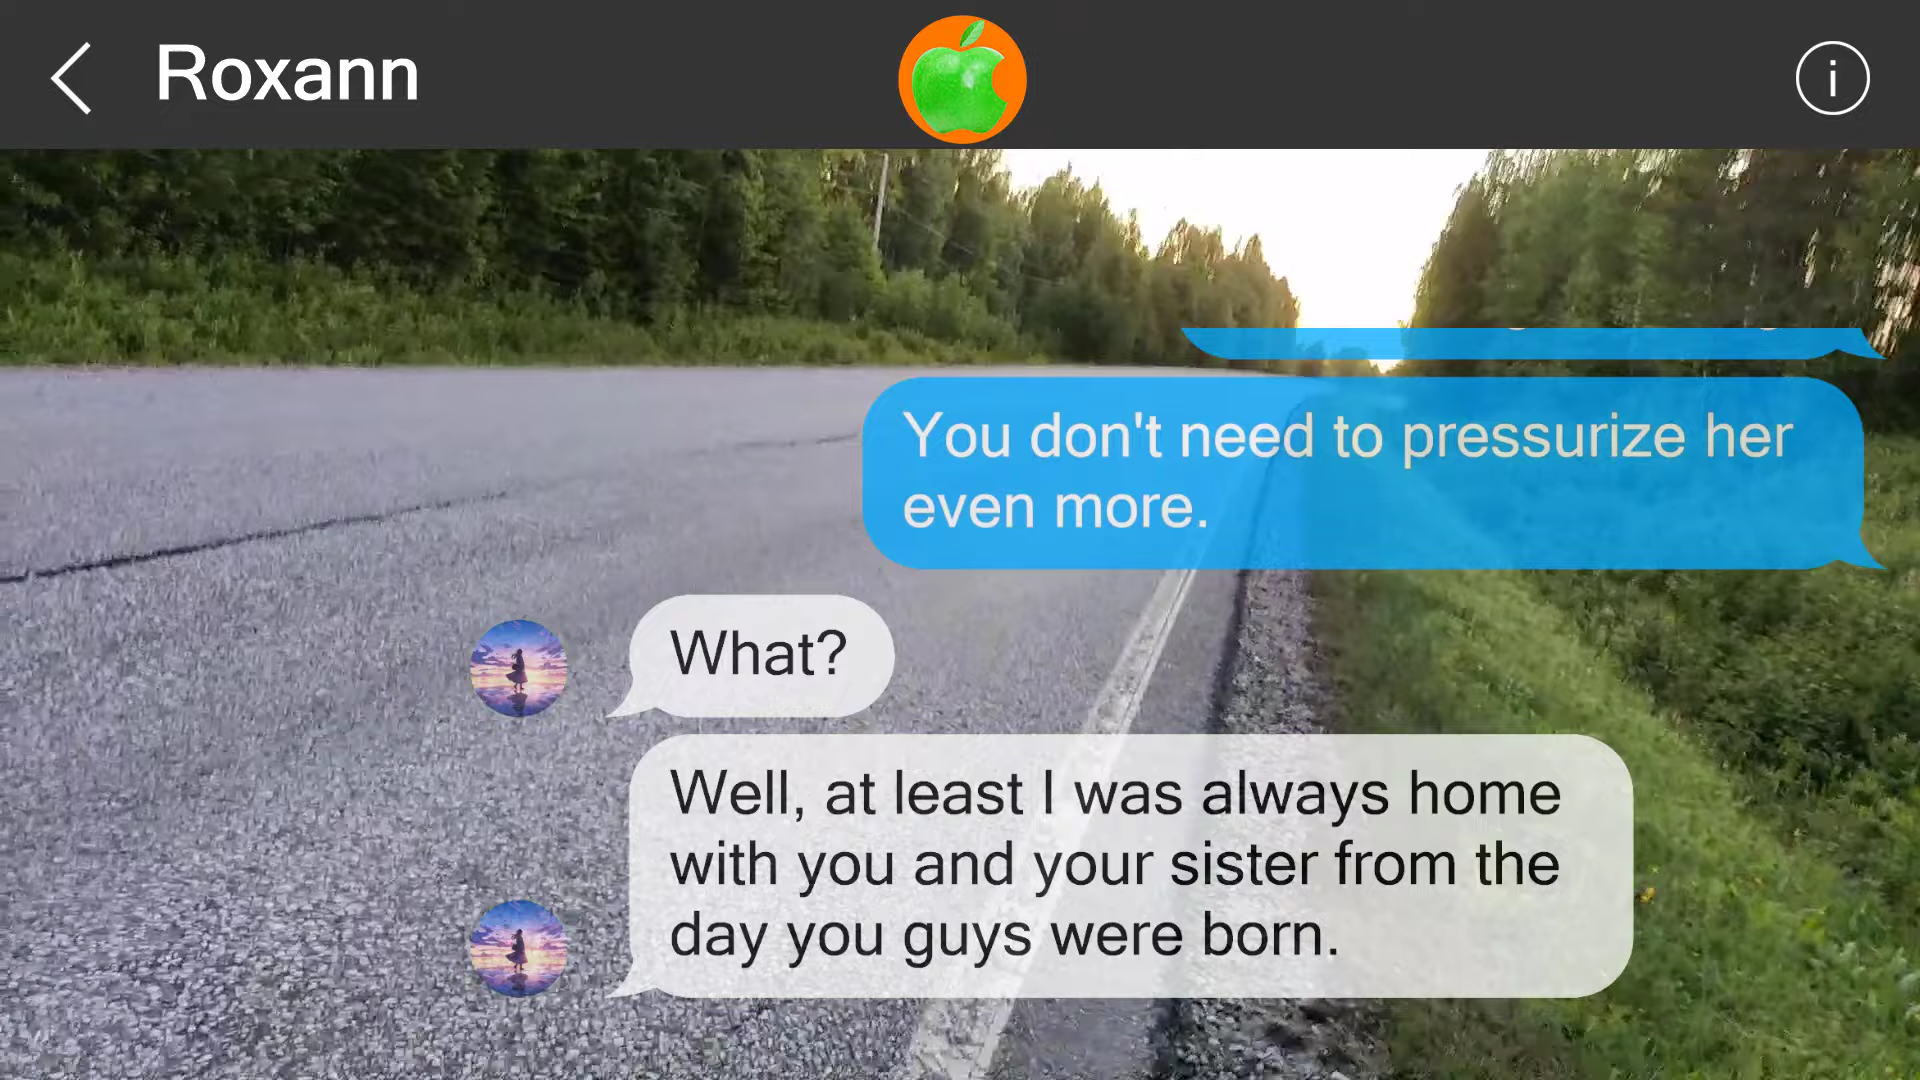 Roxann
You don't need to pressurize her
even more.
What?
Well, at least I was always home
with you and your sister from the
day you guys were born.